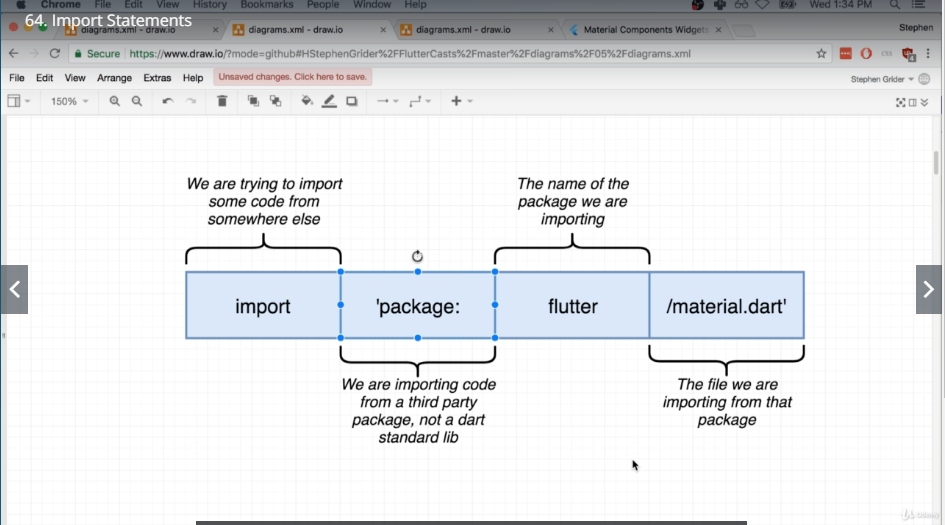 Chrome File Edit View History Bookmarks People Window Help Wed 1:34 PM
64. Import Statements
diagrams.xml - draw.io diagrams.xml - draw.io diagrams.xml - draw.io Material Components Widgets Stephen
Secure https://www.draw.io/?mode=github#HStephenGrider%2FFlutterCasts%2Fmaster%2Fdiagrams%2F05%2Fdiagrams.xml
File Edit View Arrange Extras Help Unsaved changes. Click here to save. Stephen Grider
150%
We are trying to import
some code from
somewhere else
The name of the
package we are
importing
import 'package: flutter /material.dart'
We are importing code
from a third party
package, not a dart
standard lib
The file we are
importing from that
package
Udemy